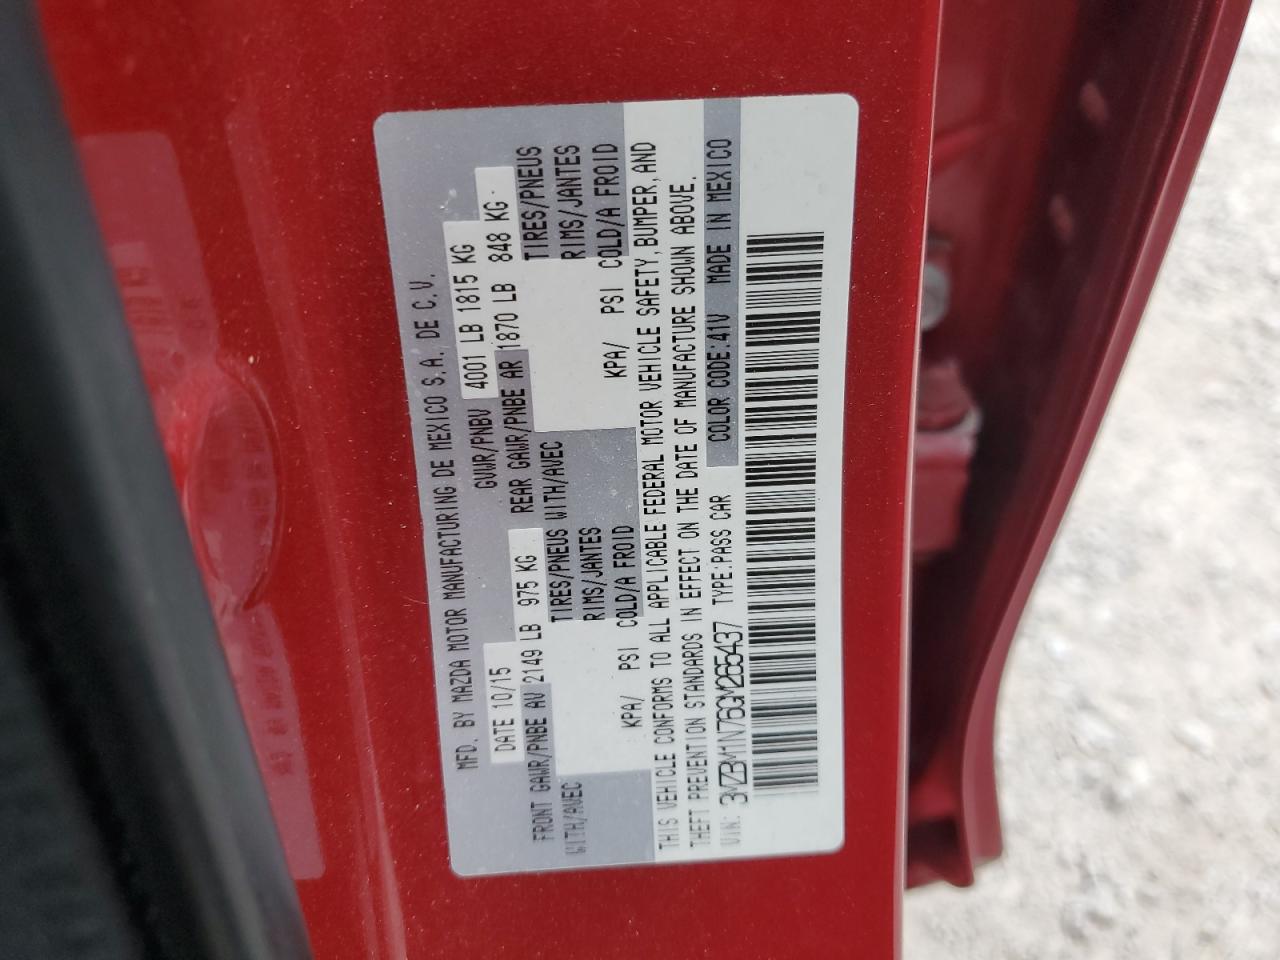 MFD. BY MAZDA MOTOR MANUFACTURING DE MEXICO S.A. DE C.V.
DATE 10/15 GVWR/PNBV 4001 LB 1815 KG
FRONT GAWR/PNBE AV 2149 LB 975 KG REAR GAWR/PNBE AR 1870 LB 848 KG
WITH/AVEC TIRES/PNEUS WITH/AVEC TIRES/PNEUS
RIMS/JANTES RIMS/JANTES
KPA/ PSI COLD/A FROID KPA/ PSI COLD/A FROID
THIS VEHICLE CONFORMS TO ALL APPLICABLE FEDERAL MOTOR VEHICLE SAFETY, BUMPER, AND
THEFT PREVENTION STANDARDS IN EFFECT ON THE DATE OF MANUFACTURE SHOWN ABOVE.
VIN: 3MZBM1N76GM265437 TYPE:PASS CAR COLOR CODE:41V MADE IN MEXICO